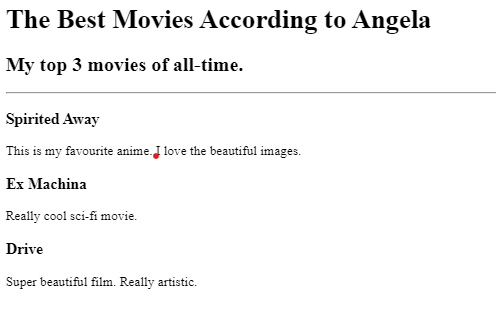 The Best Movies According to Angela
My top 3 movies of all-time.
Spirited Away
This is my favourite anime. I love the beautiful images.
Ex Machina
Really cool sci-fi movie.
Drive
Super beautiful film. Really artistic.